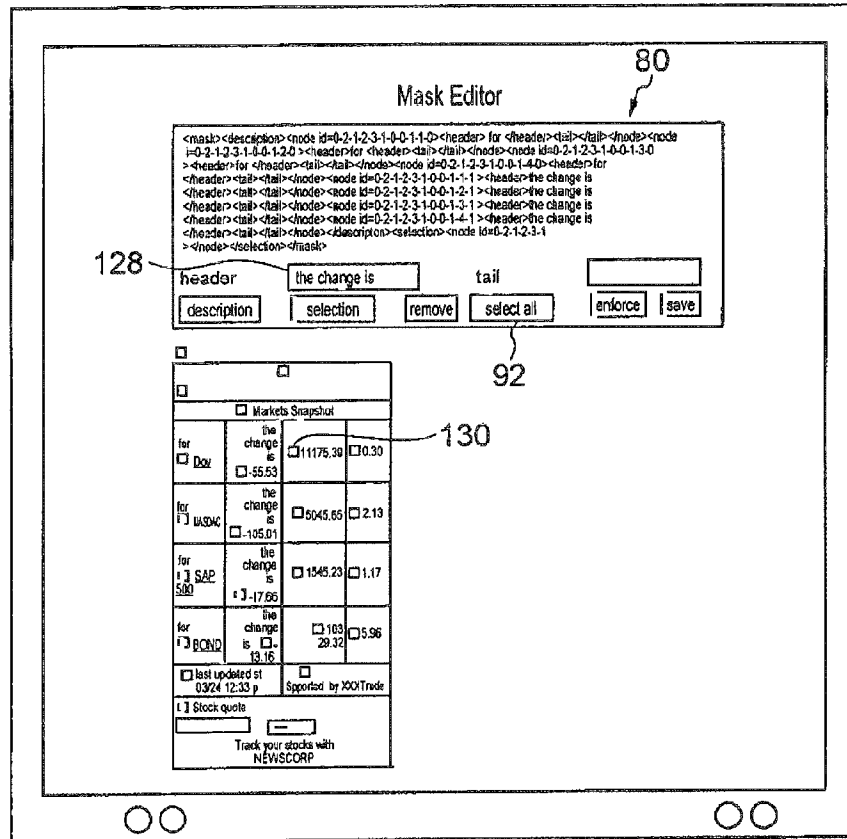 80
Mask Editor
<mask><description><node id=0-2-1-2-3-1-0-0-1-1-0><header> for </header><tail></tail></node><node
i=0-2-1-2-3-1-0-0-1-2-0 ><header>for <header><tail></tail></node><node=0-2-1-2-3-1-0-0-1-3-0
><header>for </header><tail></tail></node><node id=0-2-1-2-3-1-0-0-1-4-0><header>for
</header><tail></tail></node><node id=0-2-1-2-3-1-0-0-1-1-1 ><header>the change is
</header><tail></tail></node><node id=0-2-1-2-3-1-0-0-1-2-1 ><header>the change is
</header><tail></tail></node><node id=0-2-1-2-3-1-0-0-1-3-1 ><header>the change is
</header><tail></tail></node><node id=0-2-1-2-3-1-0-0-1-4-1 ><header>the change is
</header><tail></tail></node></descripton><selection><node id=0-2-1-2-3-1
></node></selection></mask>
128
header the change is tail
description selection remove select all enforce save
92
Markets Snapshot
130
for
Dov
the
change
is
-55.53
11175.39
0.30
for
NASDAC
the
change
is
-105.01
5045.65
2.13
for
SAP
500
the
change
is
-17.66
1545.23
1.17
for
BOND
the
change
is -
13.16
103
29.32
5.96
last updated st
03/24 12:33 p
Spported by XXXTrade
Stock quote
Track your stocks with
NEWSCORP